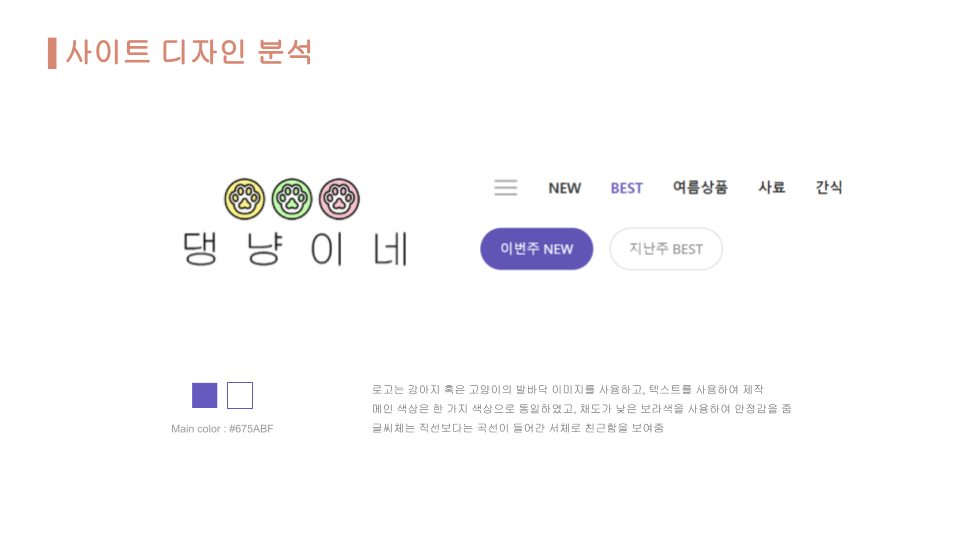 사이트 디자인 분석
댕냥이네
NEW BEST 여름상품 사료 간식
이번주 NEW 지난주 BEST
로고는 강아지 혹은 고양이의 발바닥 이미지를 사용하고, 텍스트를 사용하여 제작
메인 색상은 한 가지 색상으로 통일하였고, 채도가 낮은 보라색을 사용하여 안정감을 줌
글씨체는 직선보다는 곡선이 들어간 서체로 친근함을 보여줌
Main color : #675ABF